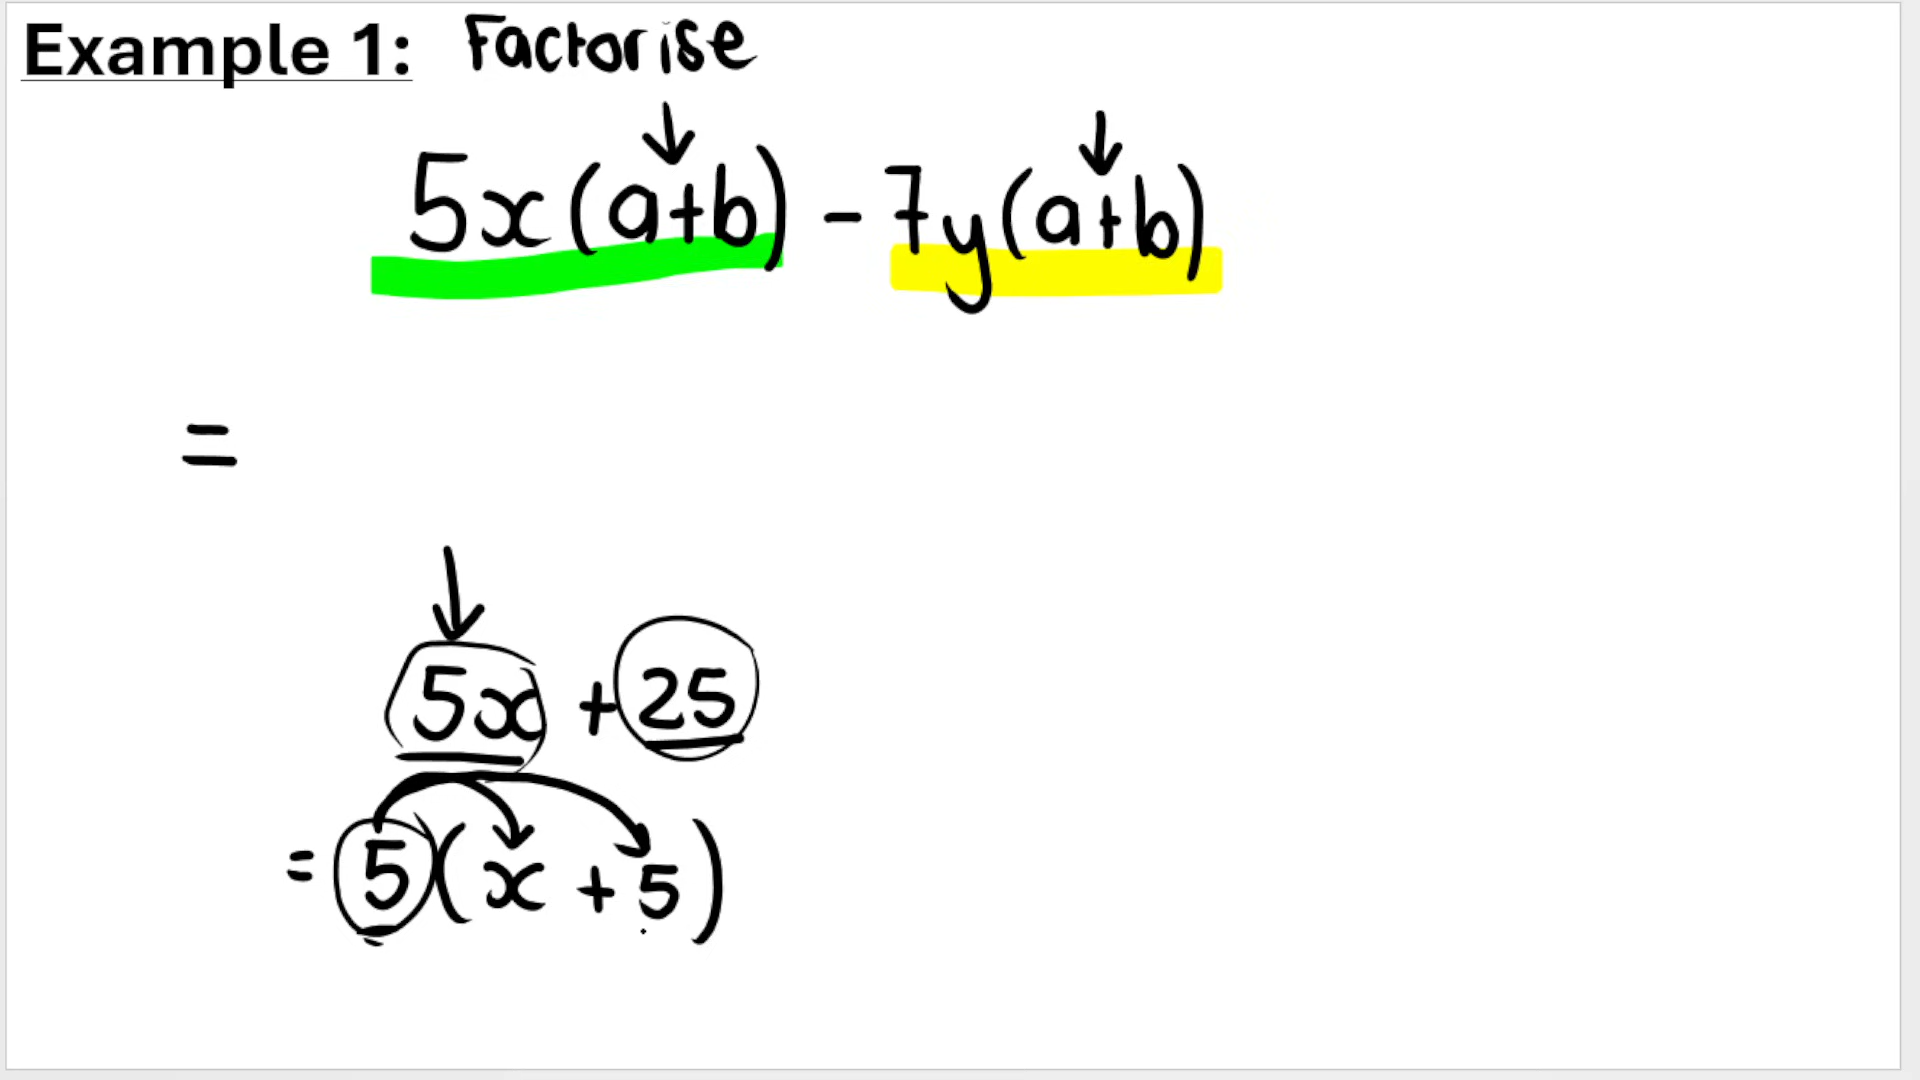 Example 1: Factorise
5x(a+b) - 7y(a+b)
=
5x + 25
= 5(x + 5)